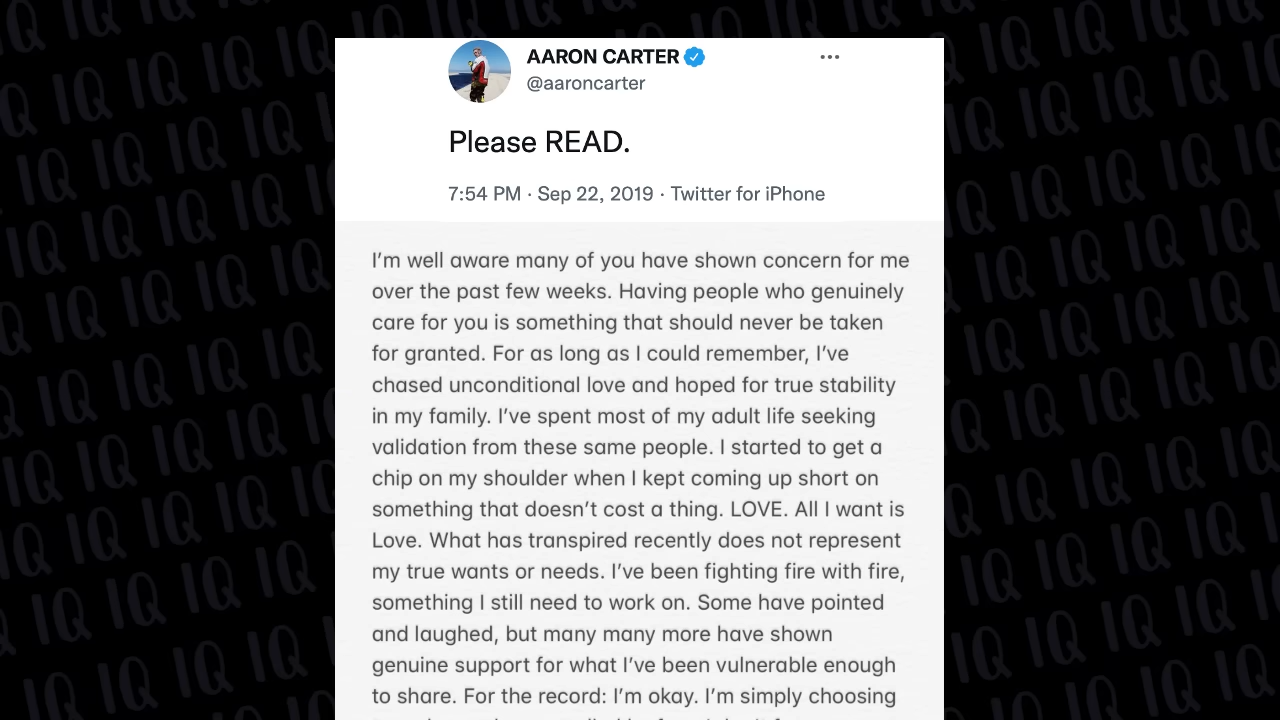 AARON CARTER
@aaroncarter
Please READ.
7:54 PM · Sep 22, 2019 · Twitter for iPhone
I’m well aware many of you have shown concern for me
over the past few weeks. Having people who genuinely
care for you is something that should never be taken
for granted. For as long as I could remember, I’ve
chased unconditional love and hoped for true stability
in my family. I’ve spent most of my adult life seeking
validation from these same people. I started to get a
chip on my shoulder when I kept coming up short on
something that doesn’t cost a thing. LOVE. All I want is
Love. What has transpired recently does not represent
my true wants or needs. I’ve been fighting fire with fire,
something I still need to work on. Some have pointed
and laughed, but many many more have shown
genuine support for what I’ve been vulnerable enough
to share. For the record: I’m okay. I’m simply choosing